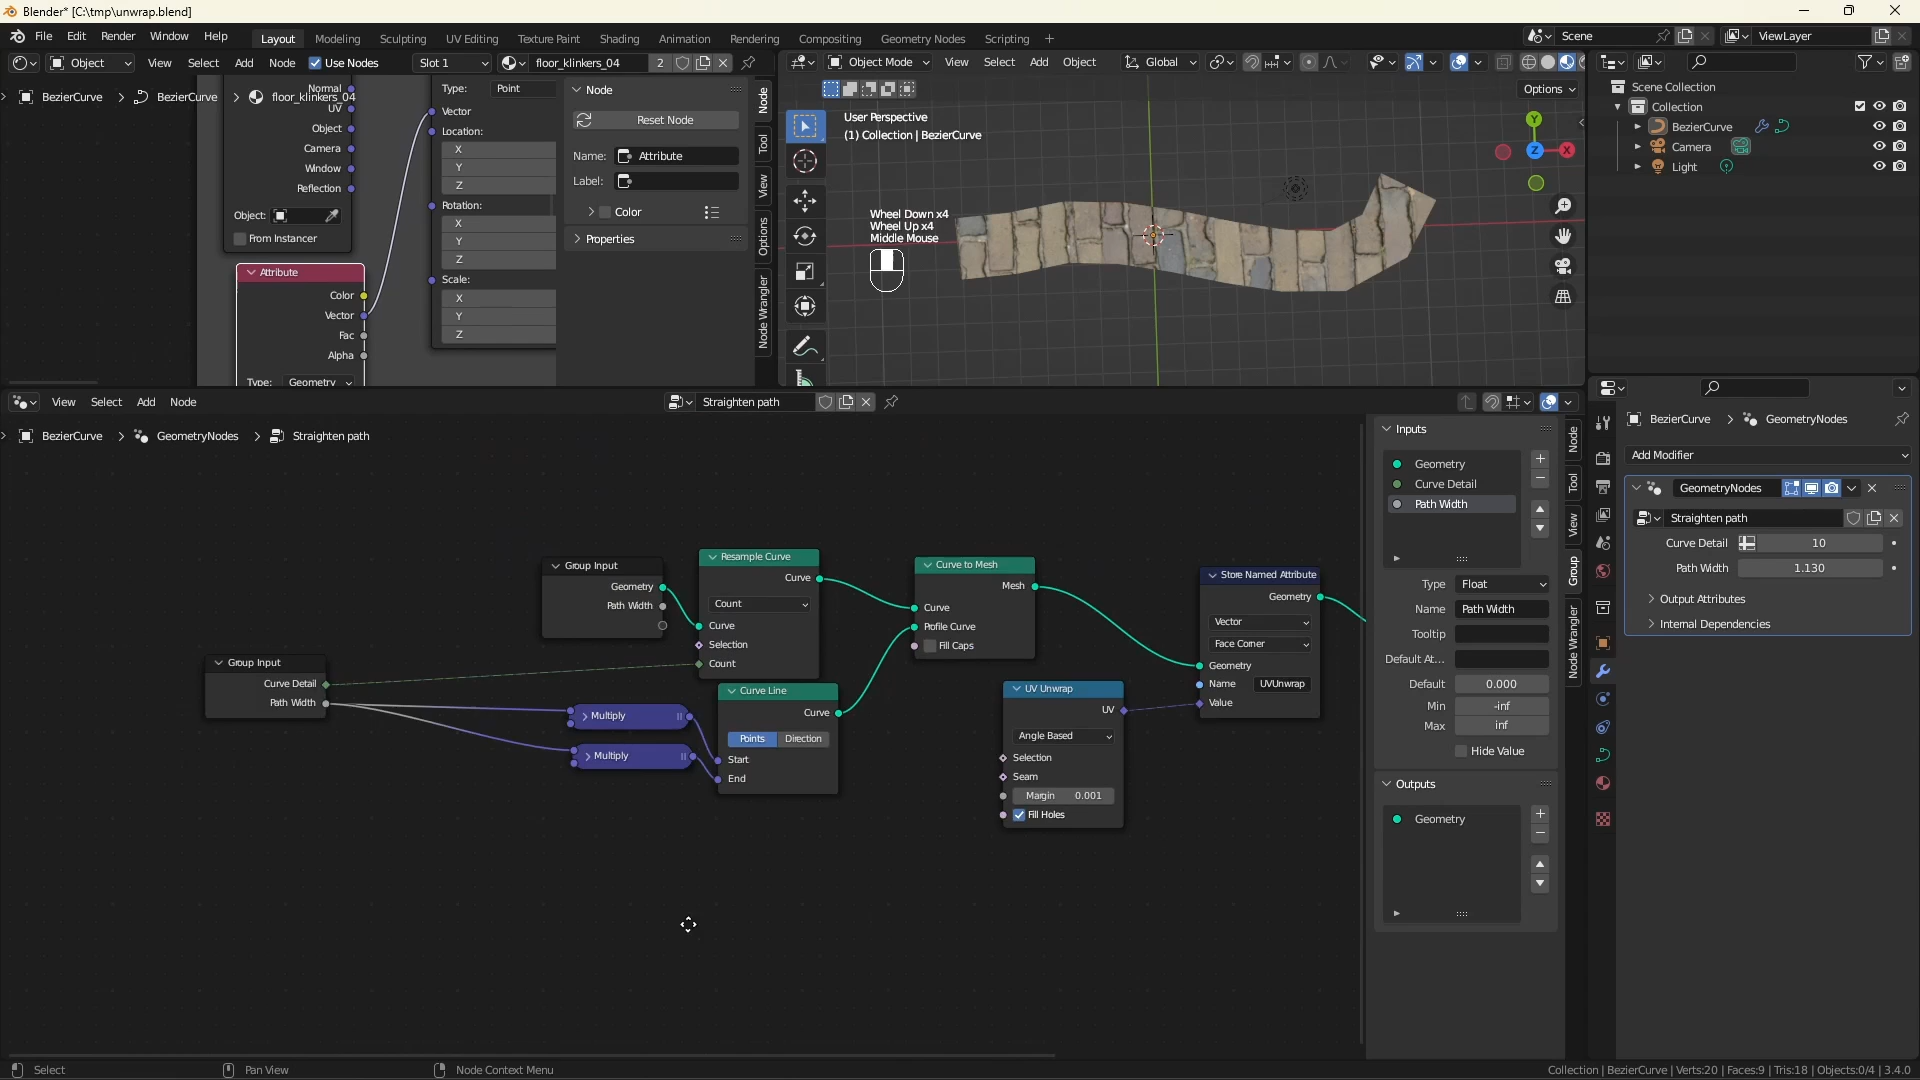 Blender* [C:\tmp\unwrap.blend]
File Edit Render Window Help
Layout Modeling Sculpting UV Editing Texture Paint Shading Animation Rendering Compositing Geometry Nodes Scripting +
Scene
ViewLayer
Object View Select Add Node Use Nodes Slot 1 floor_klinkers_04 2
BezierCurve > BezierCurve > floor_klinkers_04
Normal
UV
Object
Camera
Window
Reflection
Object:
From Instancer
Attribute
Color
Vector
Fac
Alpha
Type: Geometry
Type: Point
Vector
Location:
X
Y
Z
Rotation:
X
Y
Z
Scale:
X
Y
Z
Node
Reset Node
Name: Attribute
Label:
Color
Properties
Node
Tool
View
Options
Node Wrangler
Object Mode View Select Add Object Global
Options
User Perspective
(1) Collection | BezierCurve
Wheel Down x4
Wheel Up x4
Middle Mouse
Y
Z
X
Scene Collection
Collection
BezierCurve
Camera
Light
View Select Add Node Straighten path
BezierCurve > GeometryNodes > Straighten path
Group Input
Curve Detail
Path Width
Group Input
Geometry
Path Width
Multiply
Multiply
Resample Curve
Curve
Count
Curve
Selection
Count
Curve Line
Curve
Points Direction
Start
End
Curve to Mesh
Mesh
Curve
Profile Curve
Fill Caps
UV Unwrap
UV
Angle Based
Selection
Seam
Margin 0.001
Fill Holes
Store Named Attribute
Geometry
Vector
Face Corner
Geometry
Name UVUnwrap
Value
Inputs
Geometry
Curve Detail
Path Width
Type Float
Name Path Width
Tooltip
Default At...
Default 0.000
Min -inf
Max inf
Hide Value
Outputs
Geometry
Node
Tool
View
Group
Node Wrangler
BezierCurve > GeometryNodes
Add Modifier
GeometryNodes
Straighten path
Curve Detail 10
Path Width 1.130
Output Attributes
Internal Dependencies
Select Pan View Node Context Menu
Collection | BezierCurve | Verts:20 | Faces:9 | Tris:18 | Objects:0/4 | 3.4.0